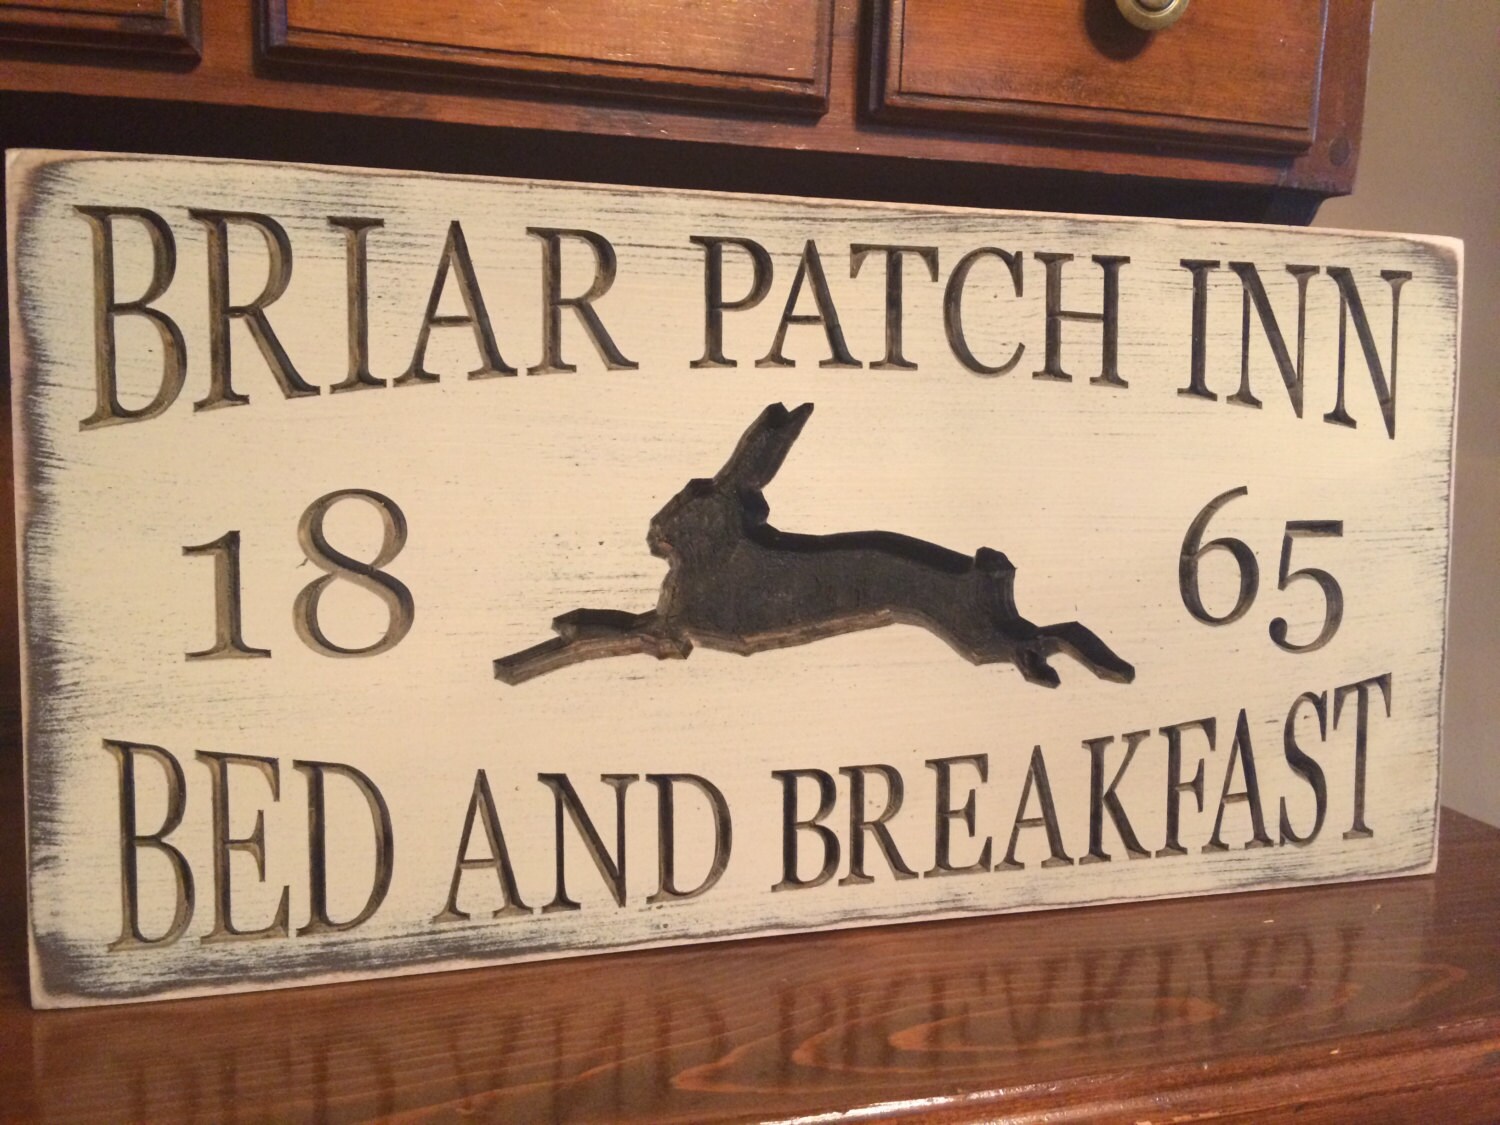 BRIAR PATCH INN
18 65
BED AND BREAKFAST